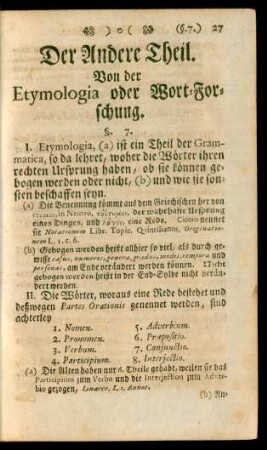 (§. 7.) 27
Der Andere Theil.
Von der
Etymologia oder Wort-For-
schung.
§. 7.
I. Etymologia, (a) ist ein Theil der Gram-
matica, so da lehret, woher die Wörter ihren
rechten Ursprung haben, ob sie können ge-
bogen werden oder nicht, (b) und wie sie son-
sten beschaffen seyn.
(a) Die Benennung kömmt aus dem Griechischen her von
in Neutro, der wahrhafte Ursprung
eines Dinges, und eine Rede. Cicero nennet
sie Notationem Libr. Topic. Quintilianus, Originatio-
nem L. 1. c. 6.
(b) Gebogen werden heißt allhier so viel, als durch ge-
wisse casus, numeros, genera, gradus, modos, tempora und
personas, am Ende verändert werden können. Nicht
gebogen werden heißt in der End-Sylbe nicht verän-
dert werden.
II. Die Wörter, woraus eine Rede bestehet und
deßwegen Partes Orationis genennet werden, sind
achterley
1. Nomen. 5. Adverbium.
2. Pronomen. 6. Præpositio.
3. Verbum. 7. Conjunctio.
4. Participium. 8. Interjectio.
(a) Die Alten haben nur 6. Theile gehabt, weilen sie das
Participium zum Verbo und die Interjection zum Adver-
bio gezogen, L. 1. Annot.
(b) An-